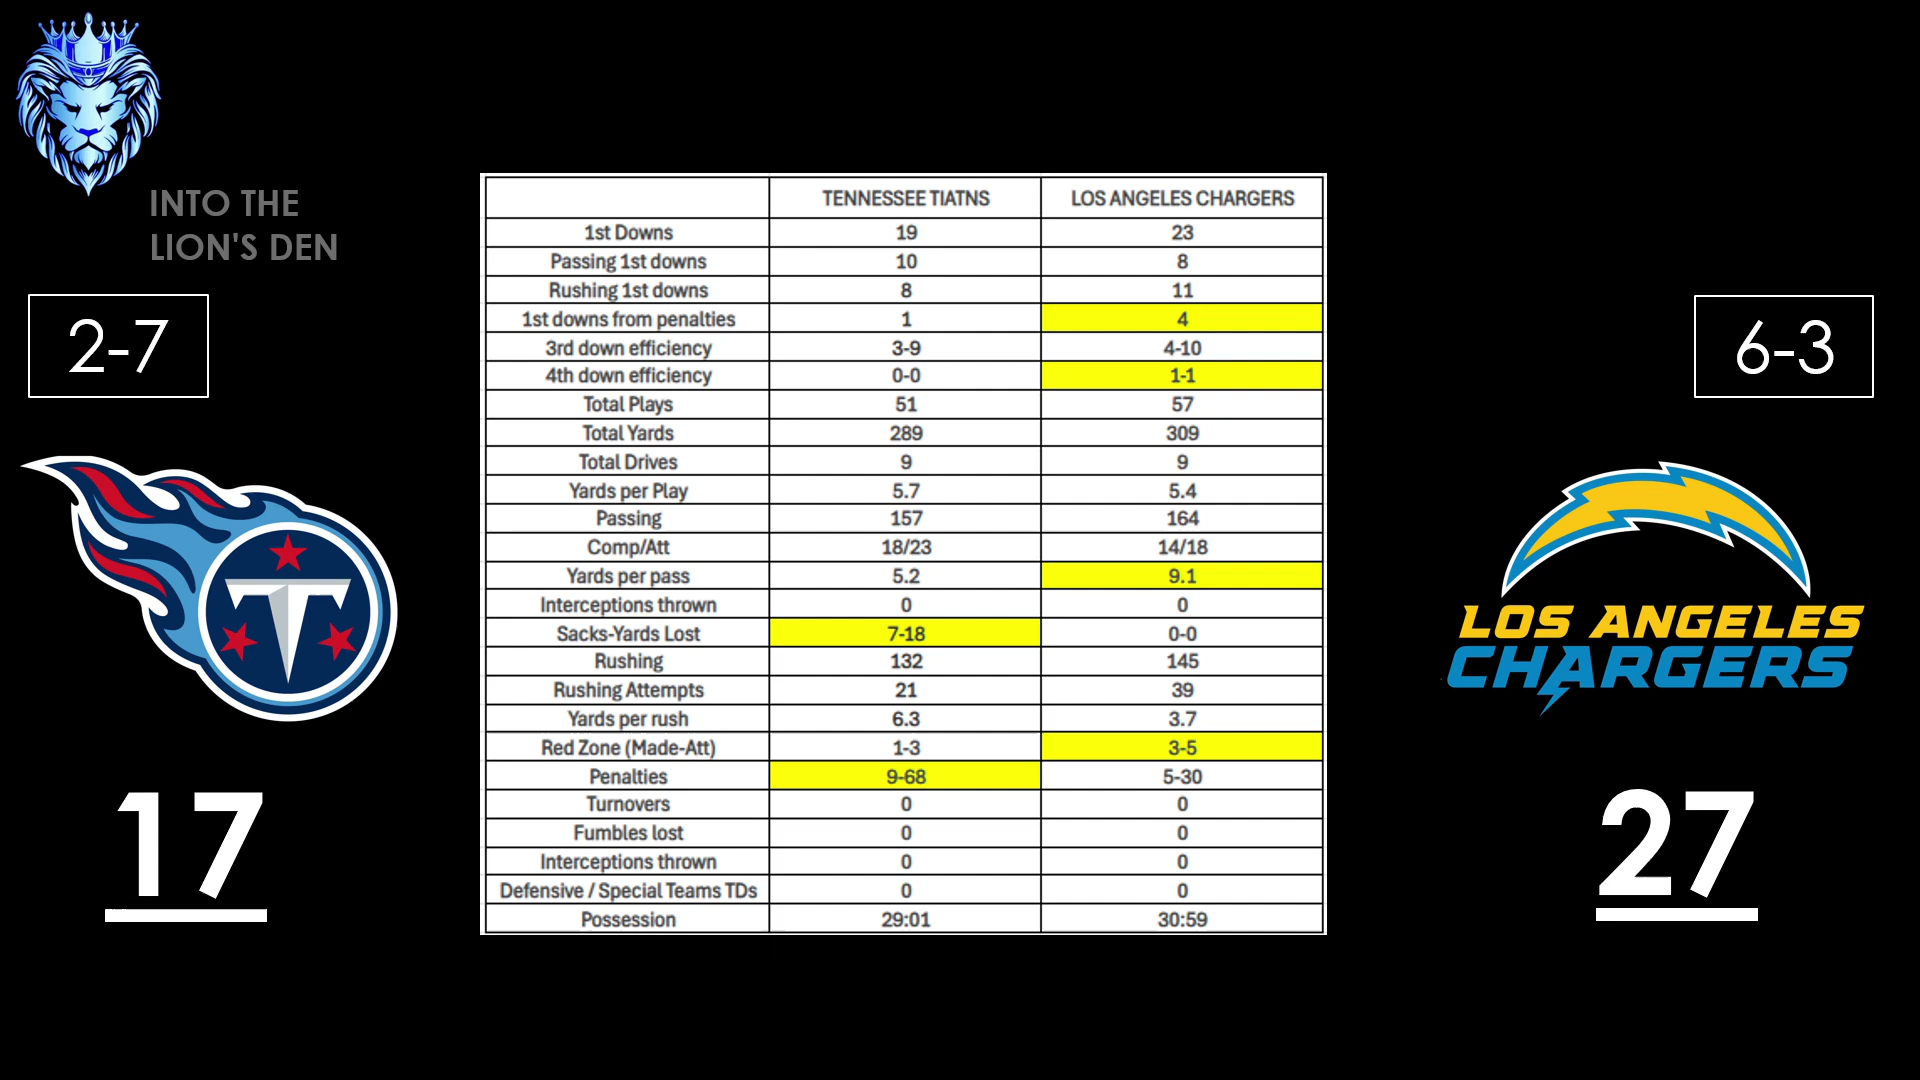 INTO THE
LION'S DEN
2-7
6-3
TENNESSEE TIATNS LOS ANGELES CHARGERS
1st Downs 19 23
Passing 1st downs 10 8
Rushing 1st downs 8 11
1st downs from penalties 1 4
3rd down efficiency 3-9 4-10
4th down efficiency 0-0 1-1
Total Plays 51 57
Total Yards 289 309
Total Drives 9 9
Yards per Play 5.7 5.4
Passing 157 164
Comp/Att 18/23 14/18
Yards per pass 5.2 9.1
Interceptions thrown 0 0
Sacks-Yards Lost 7-18 0-0
Rushing 132 145
Rushing Attempts 21 39
Yards per rush 6.3 3.7
Red Zone (Made-Att) 1-3 3-5
Penalties 9-68 5-30
Turnovers 0 0
Fumbles lost 0 0
Interceptions thrown 0 0
Defensive / Special Teams TDs 0 0
Possession 29:01 30:59
T
LOS ANGELES
CHARGERS
17
27